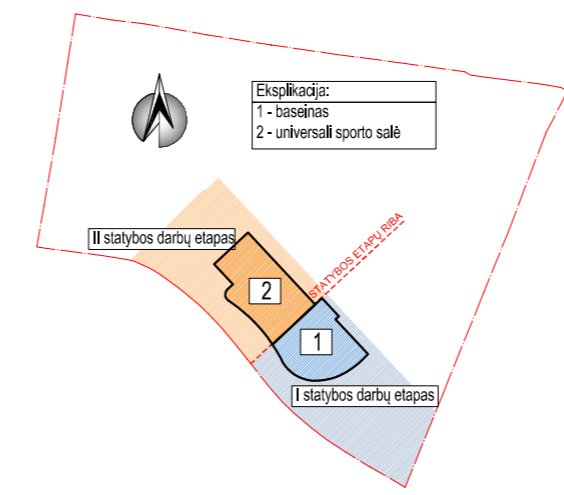 Eksplikacija:
1 - baseinas
2 - universali sporto salė
STATYBOS ETAPŲ RIBA
II statybos darbų etapas
2
1
I statybos darbų etapas